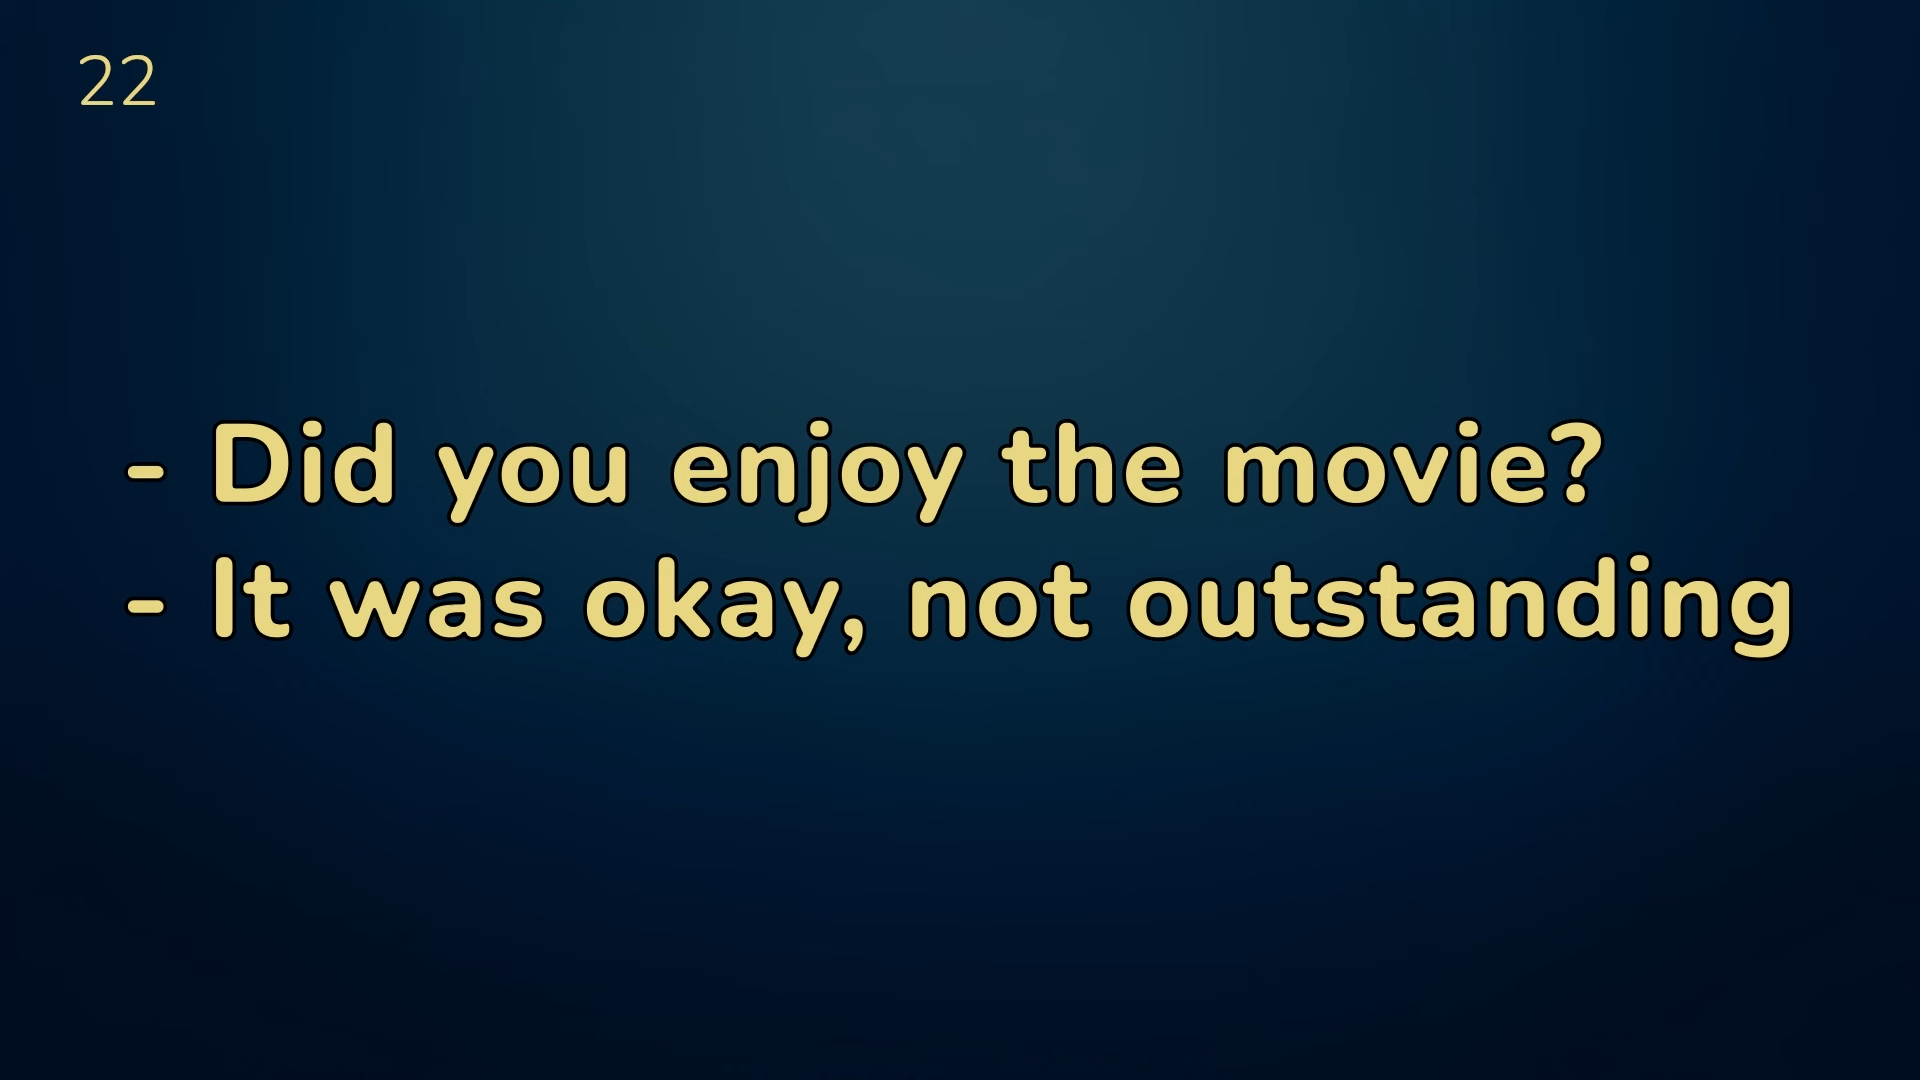 22
- Did you enjoy the movie?
- It was okay, not outstanding